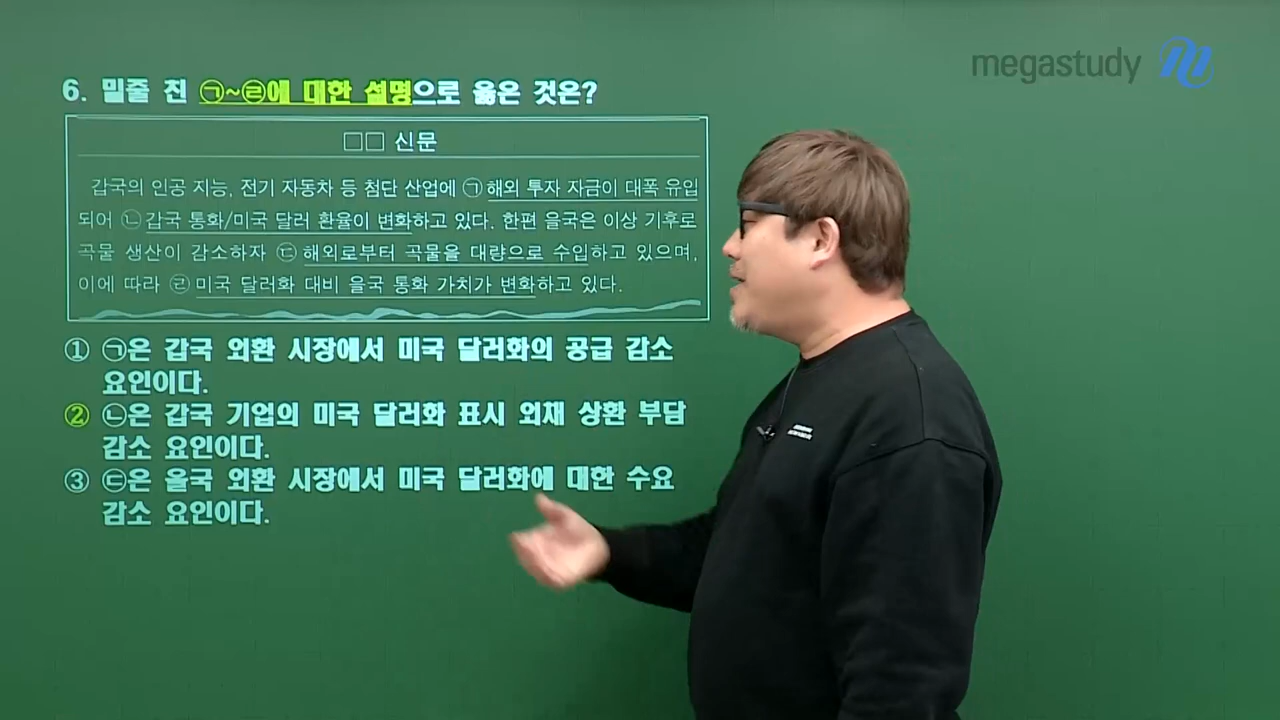 megastudy
6. 밑줄 친 ㉠~㉣에 대한 설명으로 옳은 것은?
□□ 신문
갑국의 인공 지능, 전기 자동차 등 첨단 산업에 ㉠ 해외 투자 자금이 대폭 유입
되어 ㉡ 갑국 통화/미국 달러 환율이 변화하고 있다. 한편 을국은 이상 기후로
곡물 생산이 감소하자 ㉢ 해외로부터 곡물을 대량으로 수입하고 있으며,
이에 따라 ㉣ 미국 달러화 대비 을국 통화 가치가 변화하고 있다.
① ㉠은 갑국 외환 시장에서 미국 달러화의 공급 감소
요인이다.
② ㉡은 갑국 기업의 미국 달러화 표시 외채 상환 부담
감소 요인이다.
③ ㉢은 을국 외환 시장에서 미국 달러화에 대한 수요
감소 요인이다.